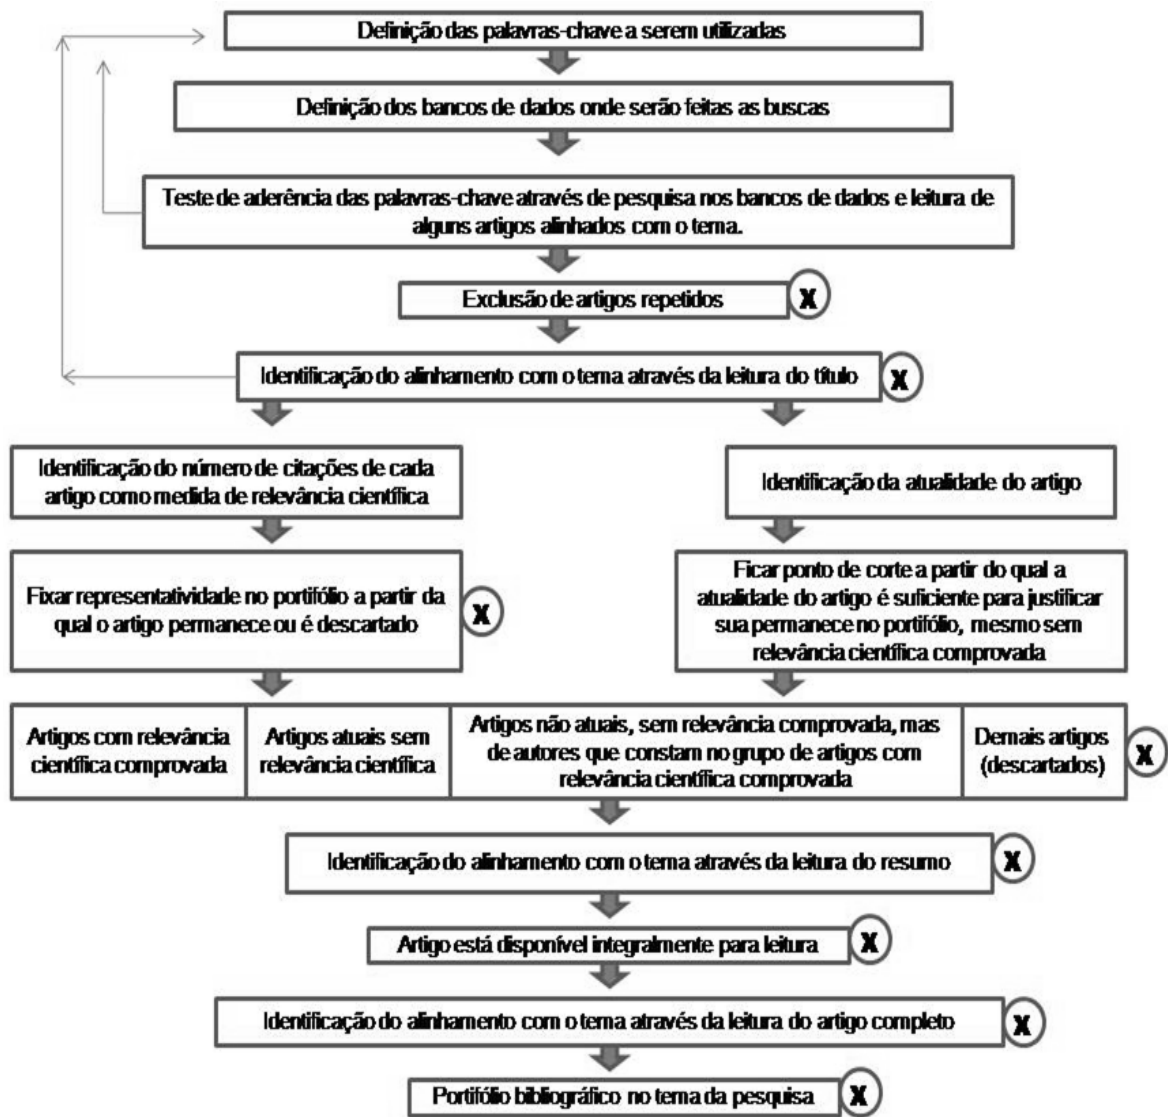 Definição das palavras-chave a serem utilizadas
Definição dos bancos de dados onde serão feitas as buscas
Teste de aderência das palavras-chave através de pesquisa nos bancos de dados e leitura de
alguns artigos alinhados com o tema.
Exclusão de artigos repetidos
X
Identificação do alinhamento com o tema através da leitura do título
X
Identificação do número de citações de cada
artigo como medida de relevância científica
Identificação da atualidade do artigo
Fixar representatividade no portifólio a partir da
qual o artigo permanece ou é descartado
X
Ficar ponto de corte a partir do qual a
atualidade do artigo é suficiente para justificar
sua permanece no portifólio, mesmo sem
relevância científica comprovada
Artigos com relevância
científica comprovada
Artigos atuais sem
relevância científica
Artigos não atuais, sem relevância comprovada, mas
de autores que constam no grupo de artigos com
relevância científica comprovada
Demais artigos
(descartados)
X
Identificação do alinhamento com o tema através da leitura do resumo
X
Artigo está disponível integralmente para leitura
X
Identificação do alinhamento com o tema através da leitura do artigo completo
X
Portifólio bibliográfico no tema da pesquisa
X